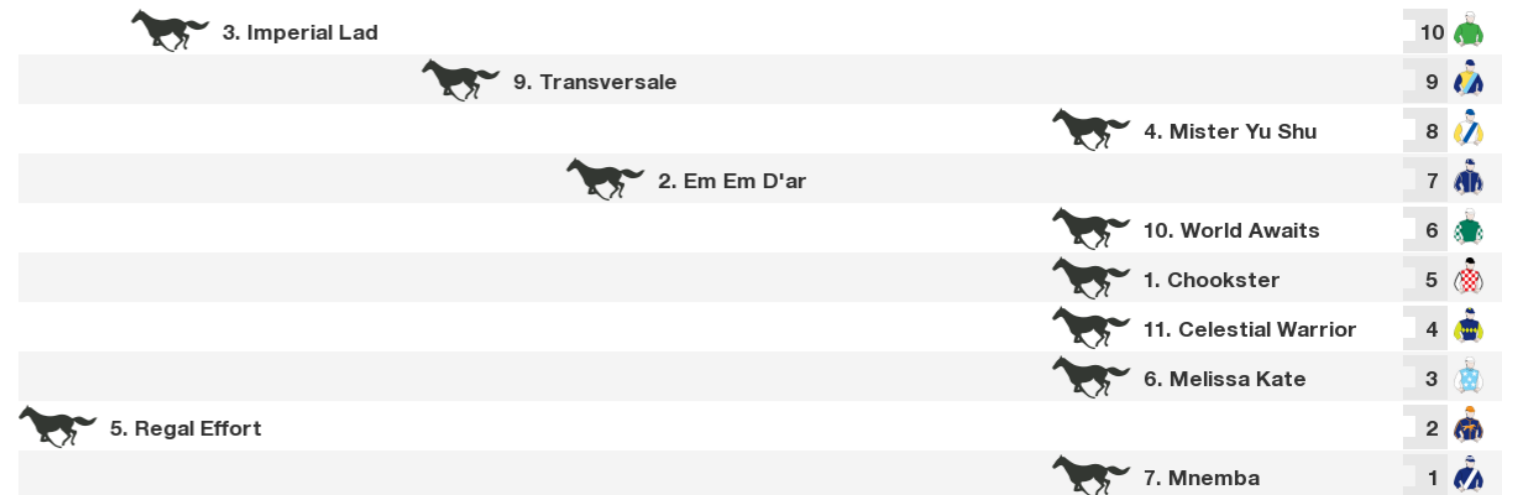 3. Imperial Lad 10
9. Transversale 9
4. Mister Yu Shu 8
2. Em Em D'ar 7
10. World Awaits 6
1. Chookster 5
11. Celestial Warrior 4
6. Melissa Kate 3
5. Regal Effort 2
7. Mnemba 1